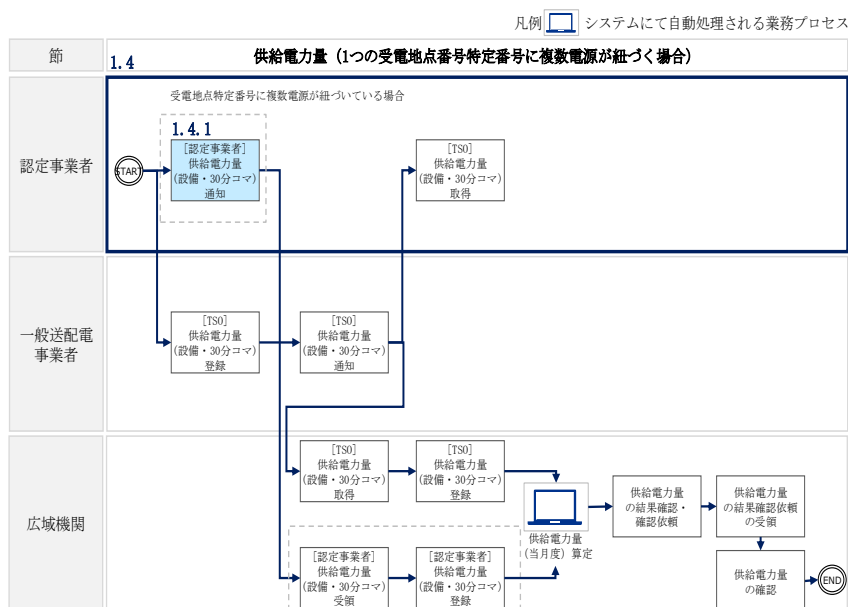 凡例
システムにて自動処理される業務プロセス
節
1.4
供給電力量（1つの受電地点番号特定番号に複数電源が紐づく場合）
認定事業者
受電地点特定番号に複数電源が紐づいている場合
1.4.1
START
[認定事業者]
供給電力量
(設備・30分コマ)
通知
[TSO]
供給電力量
(設備・30分コマ)
取得
一般送配電
事業者
[TSO]
供給電力量
(設備・30分コマ)
登録
[TSO]
供給電力量
(設備・30分コマ)
通知
広域機関
[TSO]
供給電力量
(設備・30分コマ)
取得
[TSO]
供給電力量
(設備・30分コマ)
登録
供給電力量
(当月度) 算定
供給電力量
の結果確認・
確認依頼
供給電力量
の結果確認依頼
の受領
[認定事業者]
供給電力量
(設備・30分コマ)
受領
[認定事業者]
供給電力量
(設備・30分コマ)
登録
供給電力量
の確認
END